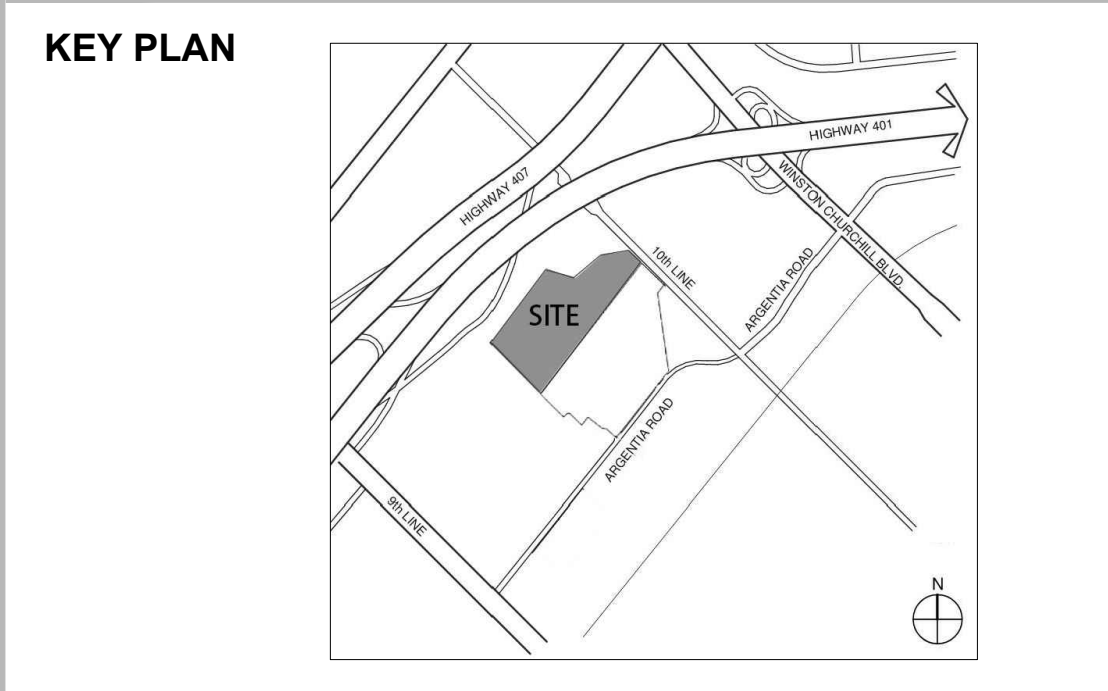 KEY PLAN
HIGHWAY 401
WINSTON CHURCHILL BLVD.
HIGHWAY 407
10th LINE
ARGENTIA ROAD
SITE
ARGENTIA ROAD
9th LINE
N